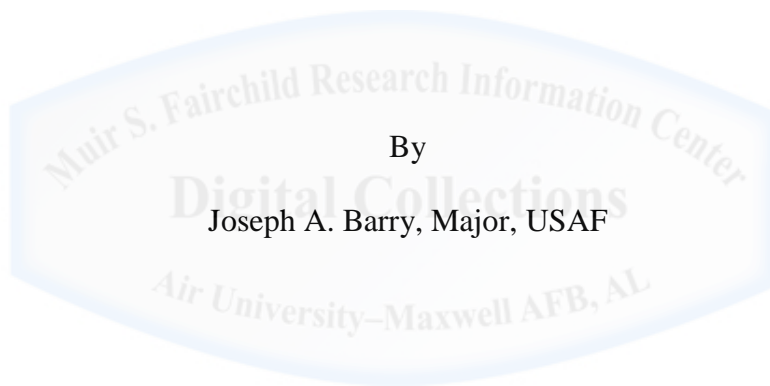 Muir S. Fairchild Research Information Center
By
Digital Collections
Joseph A. Barry, Major, USAF
Air University–Maxwell AFB, AL